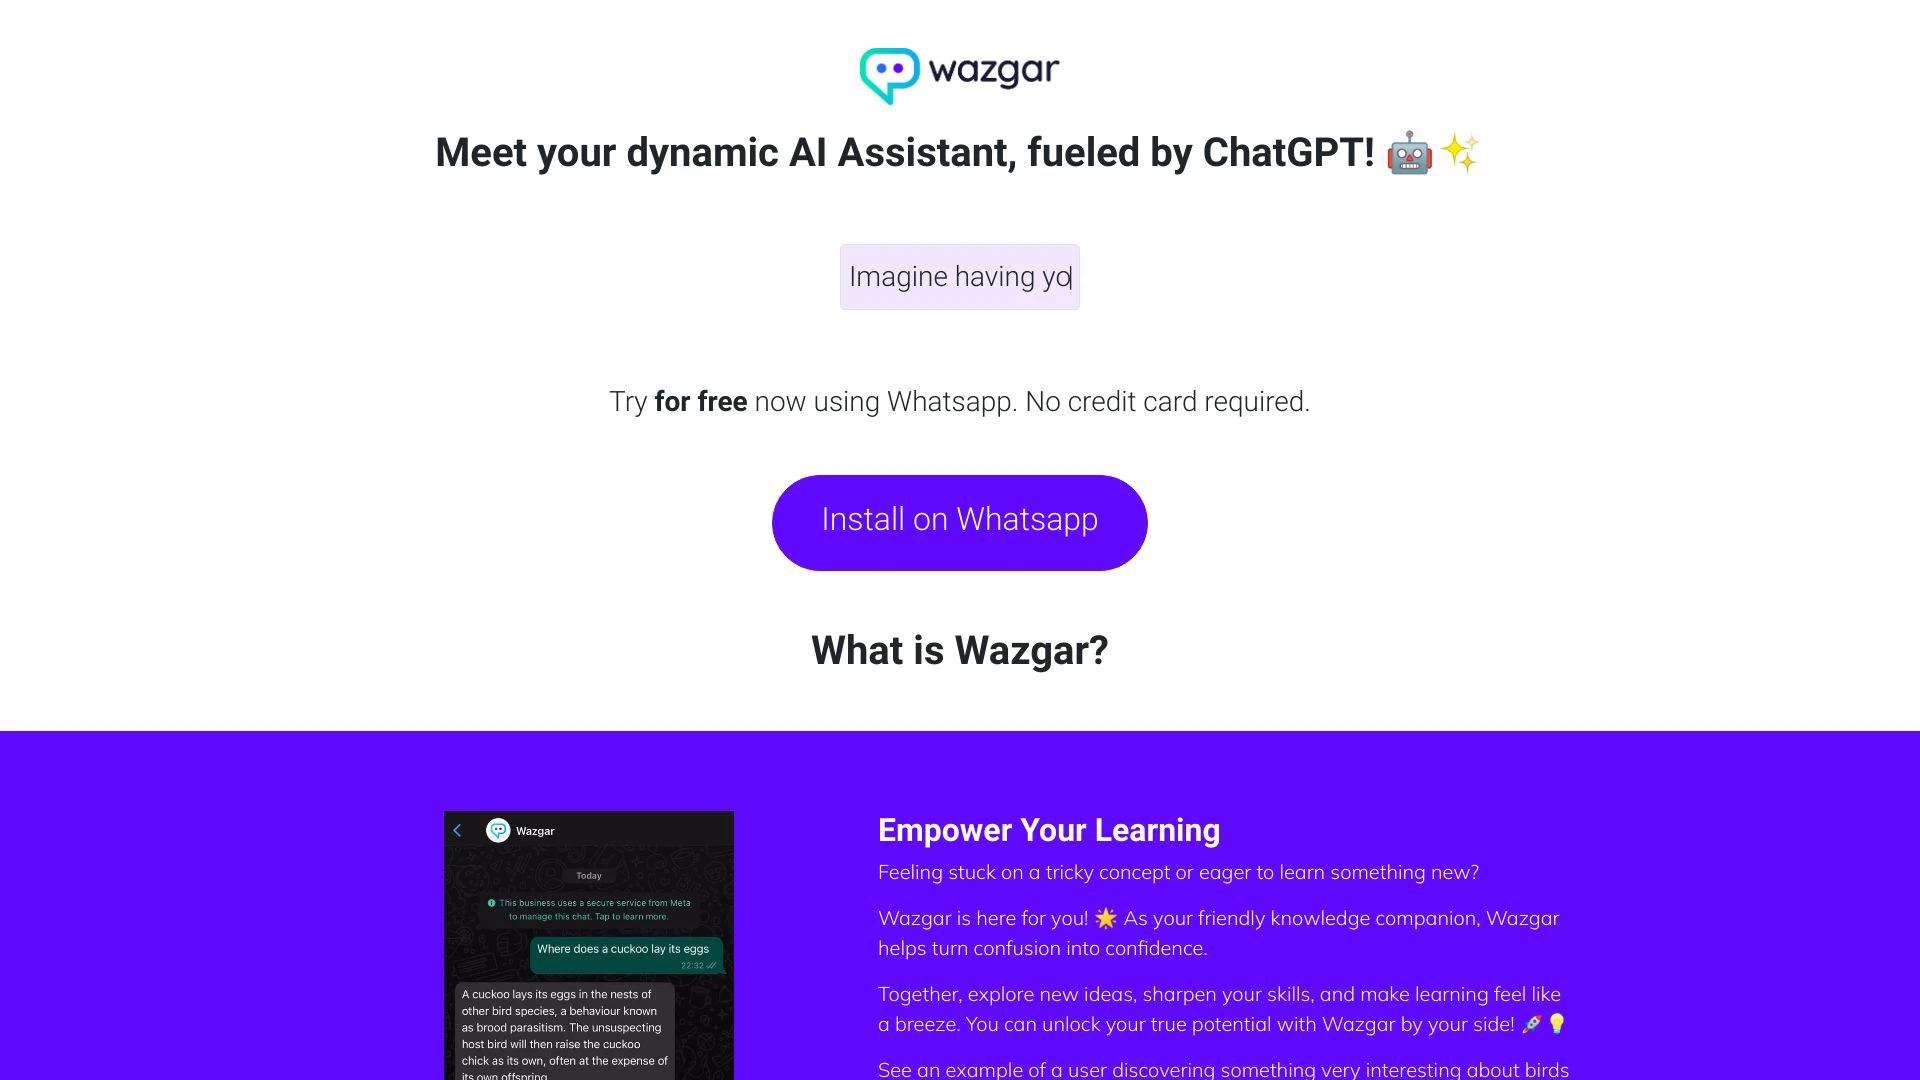 wazgar
Meet your dynamic AI Assistant, fueled by ChatGPT! 🤖✨
Imagine having yo
Try for free now using Whatsapp. No credit card required.
Install on Whatsapp
What is Wazgar?
Wazgar
Today
This business uses a secure service from Meta
to manage this chat. Tap to learn more.
Where does a cuckoo lay its eggs
22:32
A cuckoo lays its eggs in the nests of
other bird species, a behaviour known
as brood parasitism. The unsuspecting
host bird will then raise the cuckoo
chick as its own, often at the expense of
its own offspring.
Empower Your Learning
Feeling stuck on a tricky concept or eager to learn something new?
Wazgar is here for you! 🌟 As your friendly knowledge companion, Wazgar
helps turn confusion into confidence.
Together, explore new ideas, sharpen your skills, and make learning feel like
a breeze. You can unlock your true potential with Wazgar by your side! 🚀💡
See an example of a user discovering something very interesting about birds